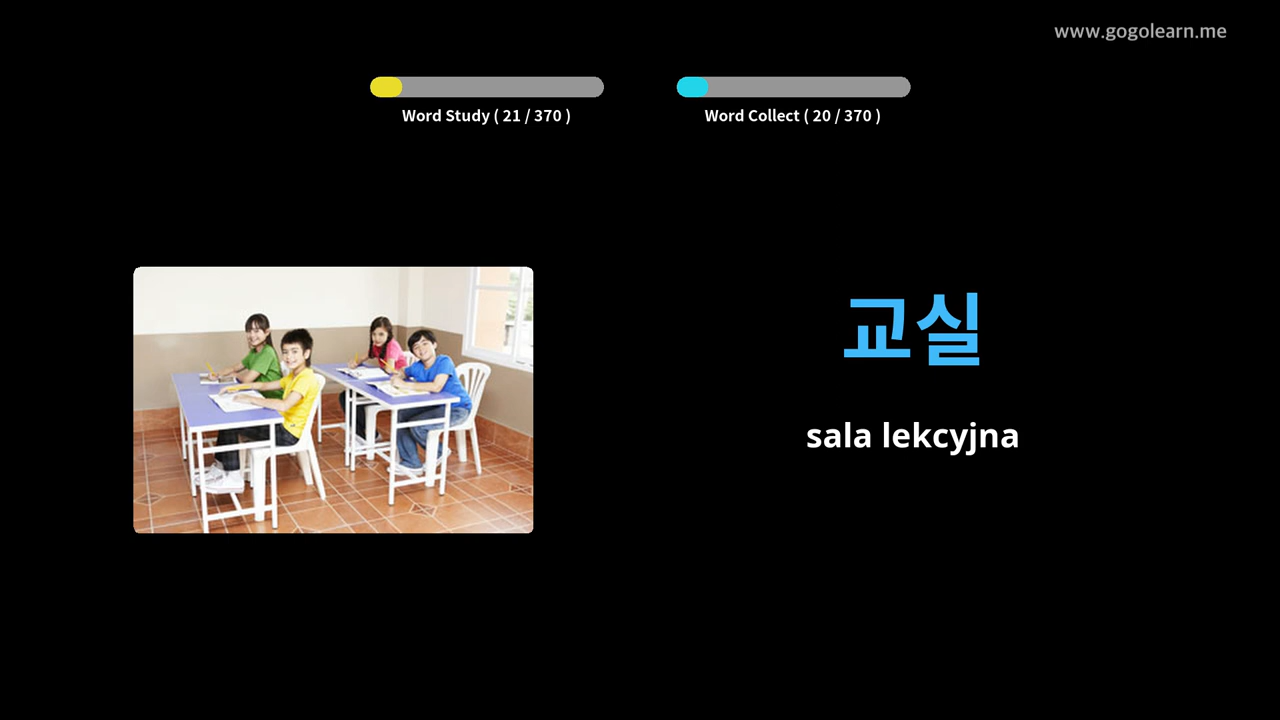 www.gogolearn.me
Word Study ( 21 / 370 )
Word Collect ( 20 / 370 )
교실
sala lekcyjna